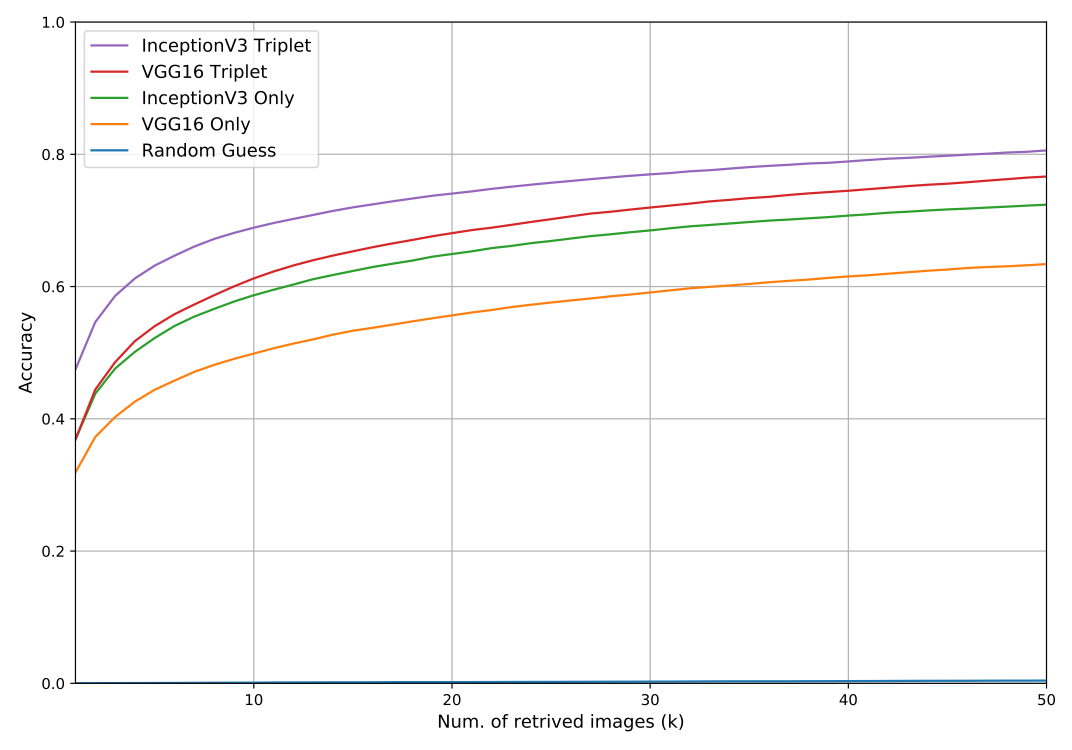 1.0
0.8
0.6
0.4
0.2
0.0
Accuracy
InceptionV3 Triplet
VGG16 Triplet
InceptionV3 Only
VGG16 Only
Random Guess
10 20 30 40 50
Num. of retrived images (k)